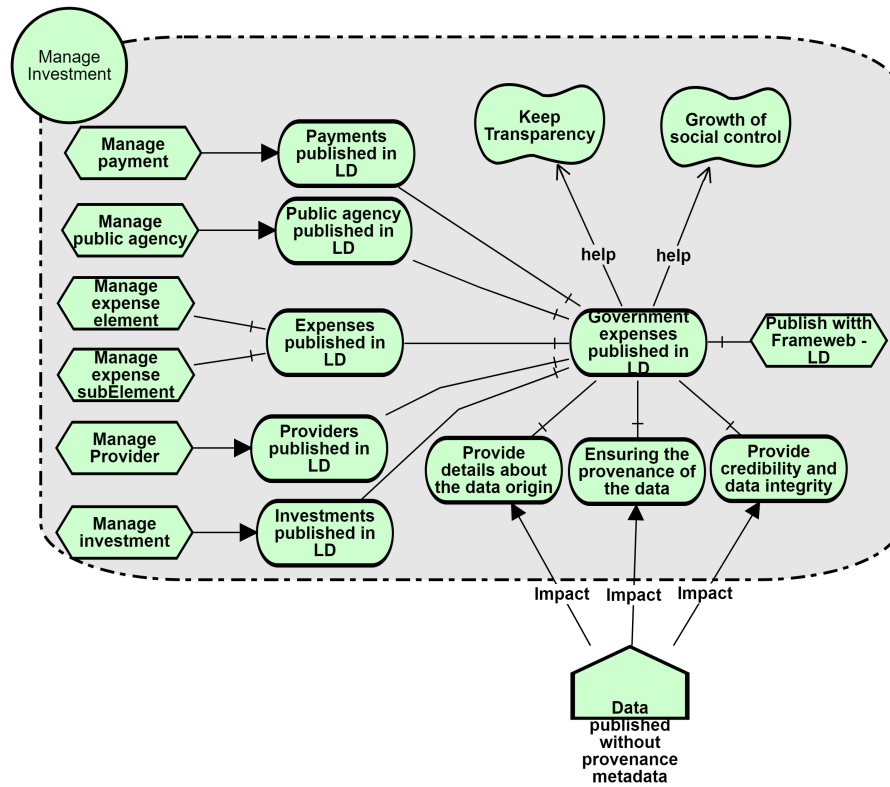 Manage
Investment
Manage
payment
Payments
published in
LD
Keep
Transparency
Growth of
social control
Manage
public agency
Public agency
published in
LD
help
help
Manage
expense
element
Expenses
published in
LD
Government
expenses
published in
LD
Publish witth
Frameweb -
LD
Manage
expense
subElement
Manage
Provider
Providers
published in
LD
Provide
details about
the data origin
Ensuring the
provenance of
the data
Provide
credibility and
data integrity
Manage
investment
Investments
published in
LD
Impact
Impact
Impact
Data
published
without
provenance
metadata